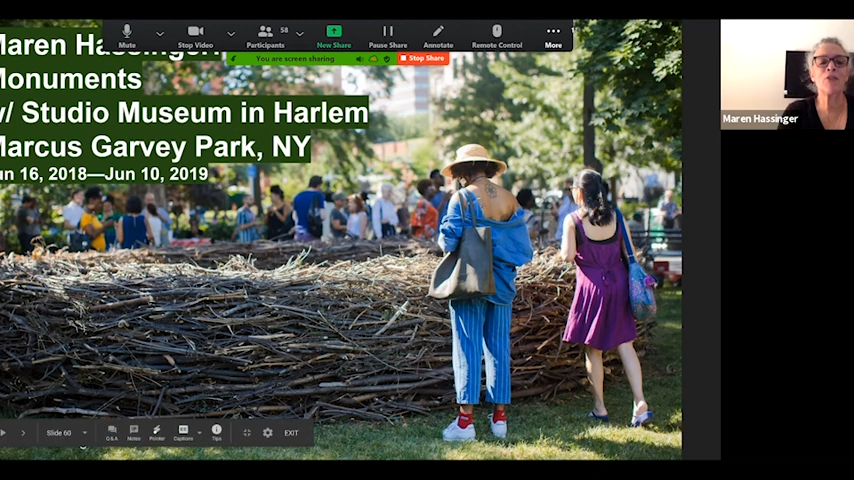 Mute
Stop Video
Participants
58
New Share
Pause Share
Annotate
Remote Control
More
You are screen sharing
Stop Share
Maren Hassinger:
Monuments
w/ Studio Museum in Harlem
Marcus Garvey Park, NY
Jun 16, 2018—Jun 10, 2019
Maren Hassinger
Slide 60
Q&A
Notes
Pointer
Captions
Tips
EXIT